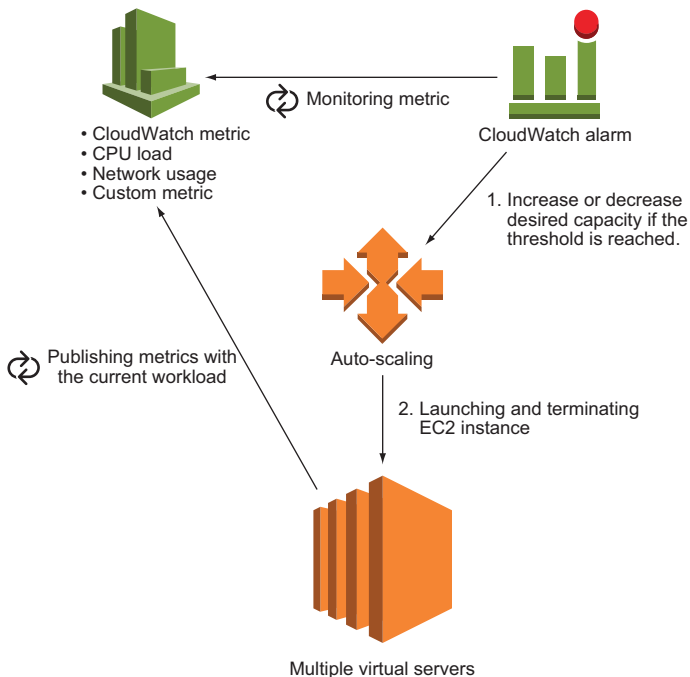 Monitoring metric
• CloudWatch metric
• CPU load
• Network usage
• Custom metric
CloudWatch alarm
1. Increase or decrease
desired capacity if the
threshold is reached.
Auto-scaling
Publishing metrics with
the current workload
2. Launching and terminating
EC2 instance
Multiple virtual servers